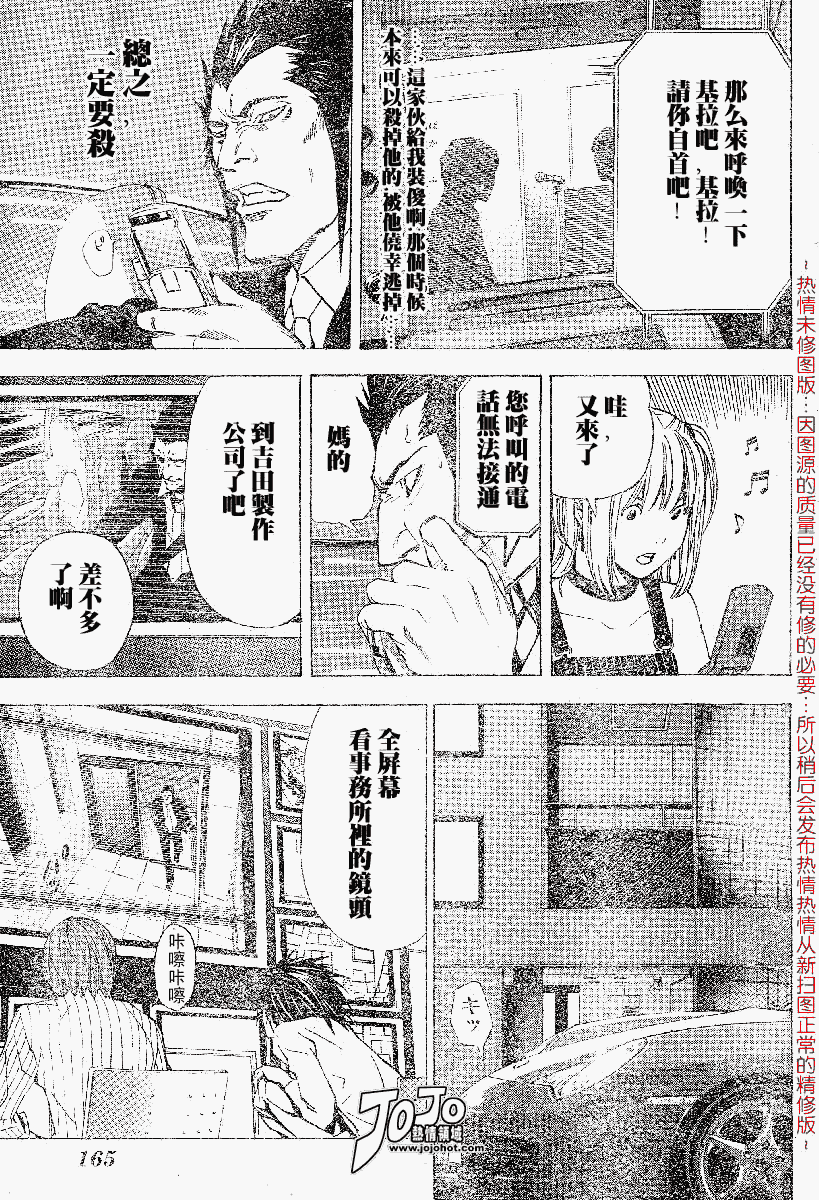 那么來呼喚一下
基拉吧，基拉！
請你自首吧！
……這家伙給我裝傻啊，那個時候
本來可以殺掉他的，被他僥幸逃掉……
總之，
一定要殺
哇，
又來了
您呼叫的電
話無法接通
媽的
到吉田製作
公司了吧
差不多
了啊
キッ
全屏幕
看事務所裡的鏡頭
咔嚓咔嚓
JOJO
熱情領域
www.jojohot.com
165
~热情未修图版…因图源的质量已经没有修的必要…所以稍后会发布热情热情从新扫图正常的精修版~